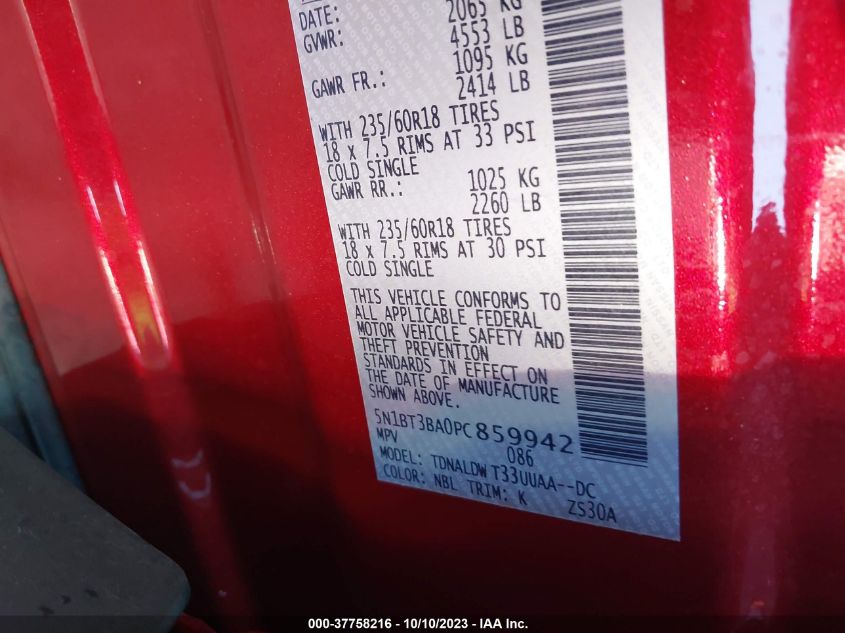 DATE: 2065 KG
GVWR: 4553 LB
1095 KG
GAWR FR.: 2414 LB
WITH 235/60R18 TIRES
18 x 7.5 RIMS AT 33 PSI
COLD SINGLE
GAWR RR.: 1025 KG
2260 LB
WITH 235/60R18 TIRES
18 x 7.5 RIMS AT 30 PSI
COLD SINGLE
THIS VEHICLE CONFORMS TO
ALL APPLICABLE FEDERAL
MOTOR VEHICLE SAFETY AND
THEFT PREVENTION
STANDARDS IN EFFECT ON
THE DATE OF MANUFACTURE
SHOWN ABOVE.
5N1BT3BA0PC859942
MPV 086
MODEL: TDNALDW T33UUAA--DC
COLOR: NBL TRIM: K ZS30A
000-37758216 - 10/10/2023 - IAA Inc.